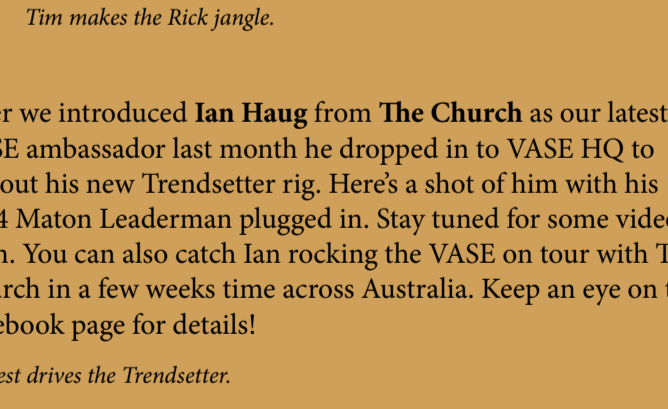 Tim makes the Rick jangle.
er we introduced Ian Haug from The Church as our latest
SE ambassador last month he dropped in to VASE HQ to
out his new Trendsetter rig. Here's a shot of him with his
4 Maton Leaderman plugged in. Stay tuned for some vide
n. You can also catch Ian rocking the VASE on tour with T
urch in a few weeks time across Australia. Keep an eye on t
ebook page for details!
est drives the Trendsetter.